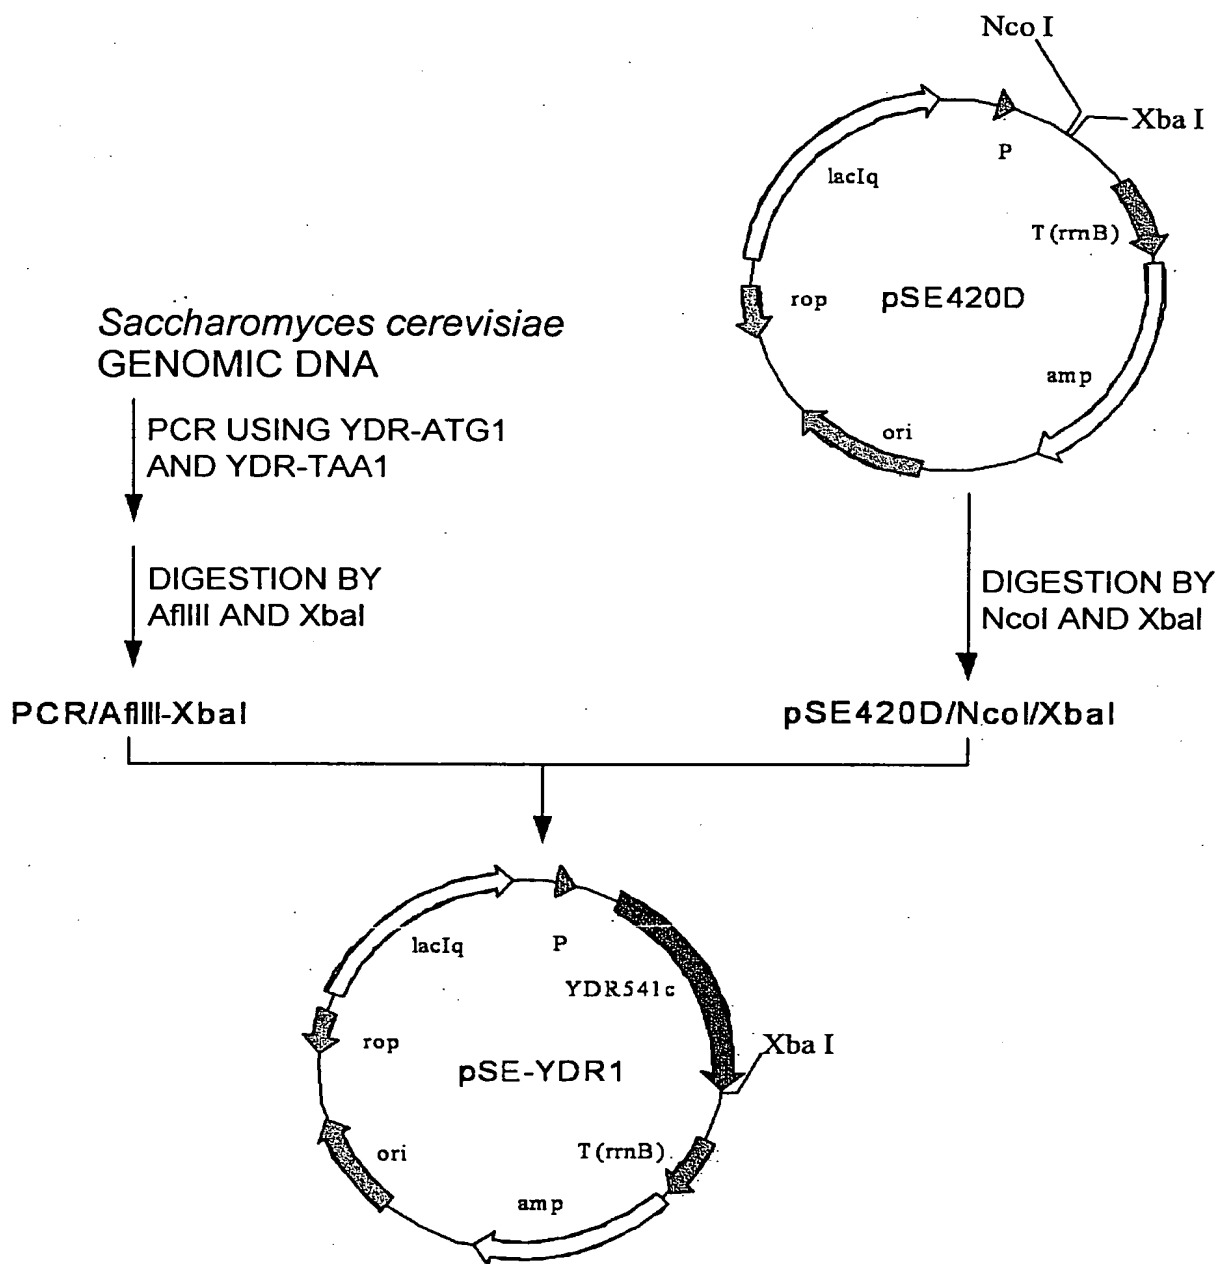 Nco I
Xba I
P
lacIq
T(rrnB)
rop
pSE420D
amp
ori
Saccharomyces cerevisiae
GENOMIC DNA
PCR USING YDR-ATG1
AND YDR-TAA1
DIGESTION BY
AflIII AND XbaI
DIGESTION BY
NcoI AND XbaI
PCR/AflIII-XbaI
pSE420D/NcoI/XbaI
lacIq
P
YDR541c
Xba I
rop
pSE-YDR1
ori
T(rrnB)
amp